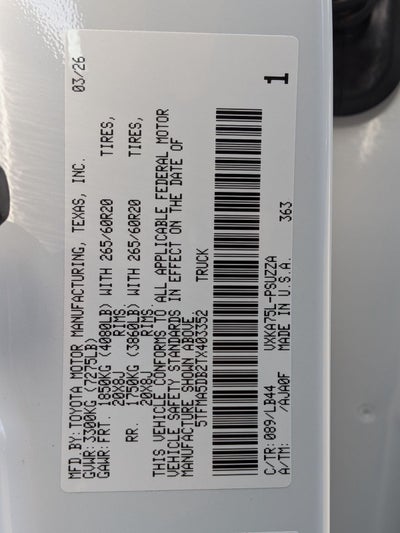 MFD.BY:TOYOTA MOTOR MANUFACTURING, TEXAS, INC. 03/26
GVWR:3300KG (7275LB)
GAWR:FRT. 1850KG (4080LB) WITH 265/60R20 TIRES,
20X8J RIMS,
RR. 1750KG (3860LB) WITH 265/60R20 TIRES,
20X8J RIMS.
THIS VEHICLE CONFORMS TO ALL APPLICABLE FEDERAL MOTOR
VEHICLE SAFETY STANDARDS IN EFFECT ON THE DATE OF
MANUFACTURE SHOWN ABOVE.
5TFMA5DB2TX403352 TRUCK
C/TR:089/LB44 VXKA75L-PSUZZA
A/TM: /AJA0F MADE IN U.S.A. 363
1